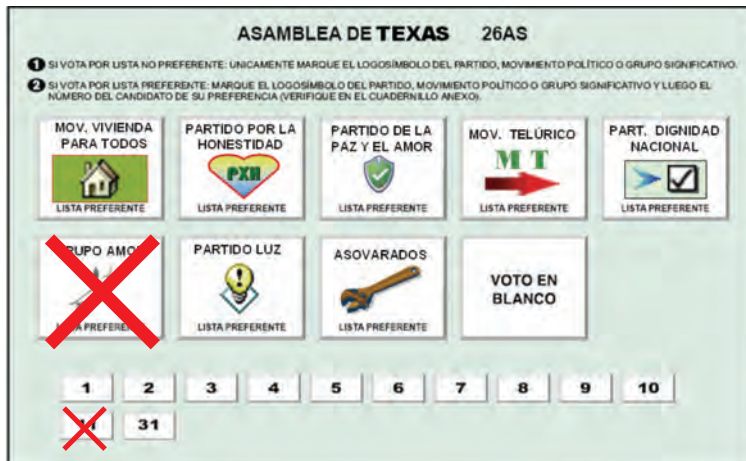 ASAMBLEA DE TEXAS 26AS
1 SI VOTA POR LISTA NO PREFERENTE: UNICAMENTE MARQUE EL LOGOSÍMBOLO DEL PARTIDO, MOVIMIENTO POLÍTICO O GRUPO SIGNIFICATIVO.
2 SI VOTA POR LISTA PREFERENTE: MARQUE EL LOGOSÍMBOLO DEL PARTIDO, MOVIMIENTO POLÍTICO O GRUPO SIGNIFICATIVO Y LUEGO EL
NÚMERO DEL CANDIDATO DE SU PREFERENCIA (VERIFIQUE EN EL CUADERNILLO ANEXO).
MOV. VIVIENDA
PARA TODOS
LISTA PREFERENTE
PARTIDO POR LA
HONESTIDAD
PXH
LISTA PREFERENTE
PARTIDO DE LA
PAZ Y EL AMOR
LISTA PREFERENTE
MOV. TELÚRICO
MT
LISTA PREFERENTE
PART. DIGNIDAD
NACIONAL
LISTA PREFERENTE
GRUPO AMOR
LISTA PREFERENTE
PARTIDO LUZ
LISTA PREFERENTE
ASOVARADOS
LISTA PREFERENTE
VOTO EN
BLANCO
1 2 3 4 5 6 7 8 9 10
11 31